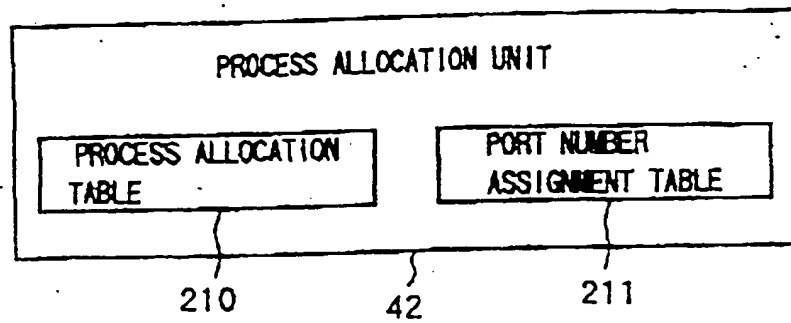 PROCESS ALLOCATION UNIT
PROCESS ALLOCATION
TABLE
PORT NUMBER
ASSIGNMENT TABLE
210
42
211